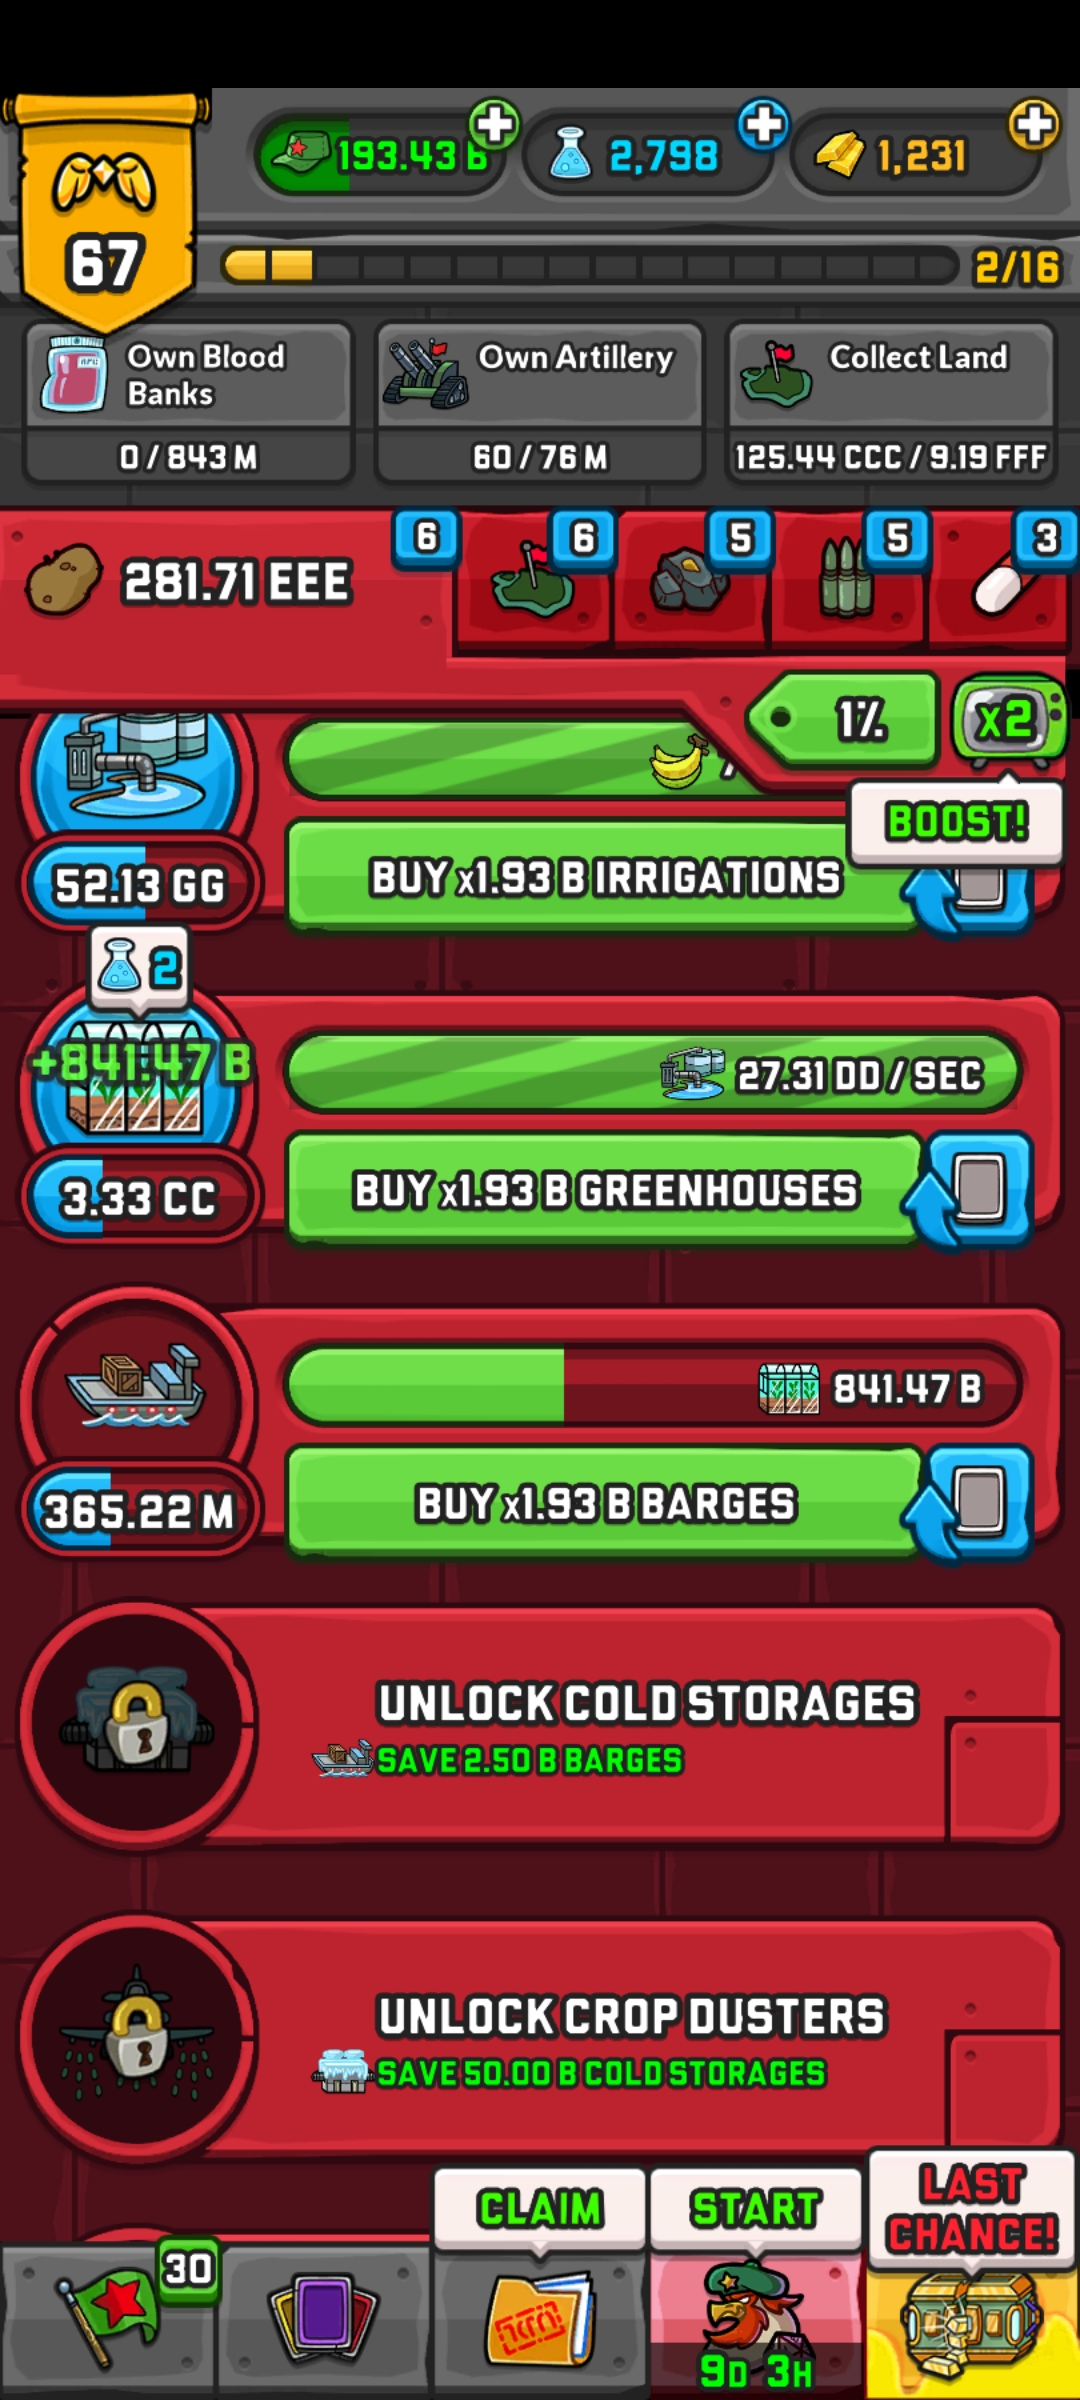 193.43 B
2,798
1,231
67
2/16
Own Blood
Banks
0 / 843 M
Own Artillery
60 / 76 M
Collect Land
125.44 CCC / 9.19 FFF
281.71 EEE
6
6
5
5
3
1%
x2
BOOST!
52.13 GG
BUY x1.93 B IRRIGATIONS
2
+841.47 B
27.31 DD / SEC
3.33 CC
BUY x1.93 B GREENHOUSES
841.47 B
365.22 M
BUY x1.93 B BARGES
UNLOCK COLD STORAGES
SAVE 2.50 B BARGES
UNLOCK CROP DUSTERS
SAVE 50.00 B COLD STORAGES
CLAIM
START
LAST
CHANCE!
30
9D 3H